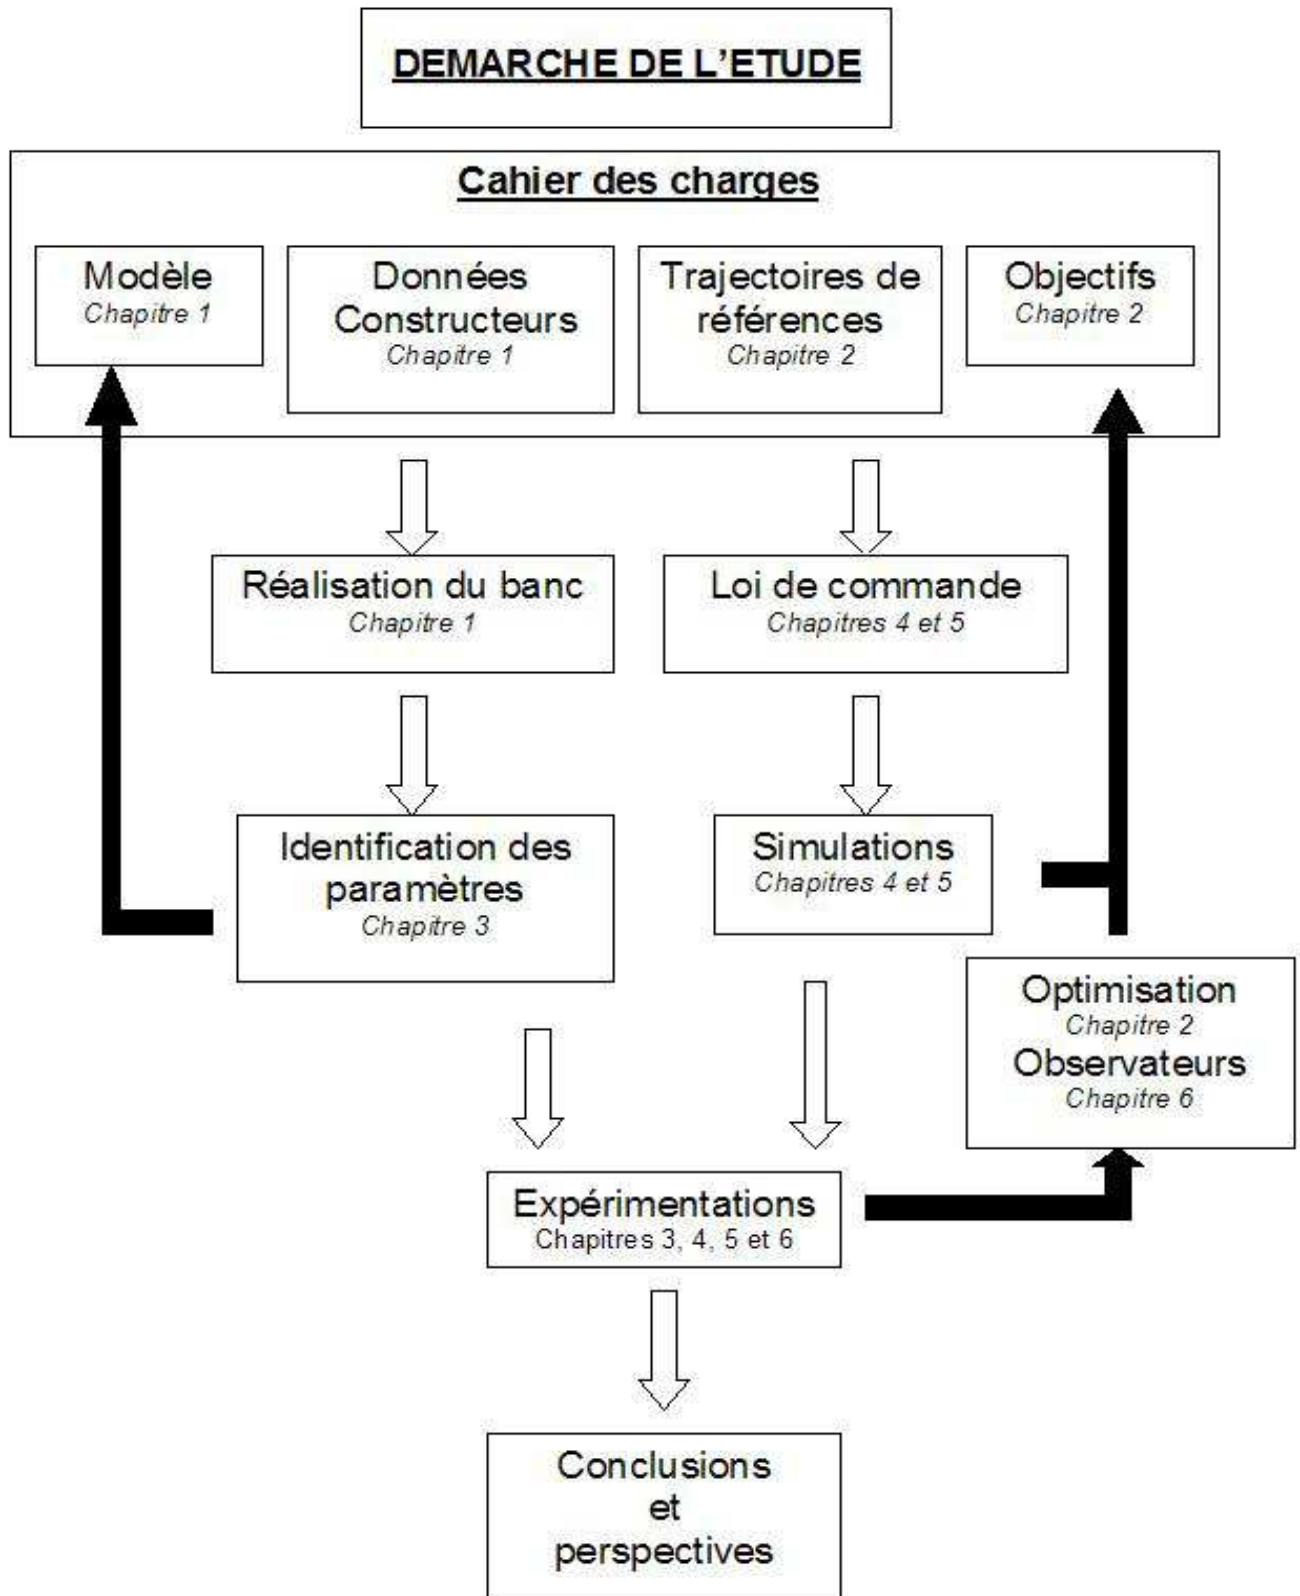 DEMARCHE DE L'ETUDE
Cahier des charges
Modèle
Chapitre 1
Données
Constructeurs
Chapitre 1
Trajectoires de
références
Chapitre 2
Objectifs
Chapitre 2
Réalisation du banc
Chapitre 1
Loi de commande
Chapitres 4 et 5
Identification des
paramètres
Chapitre 3
Simulations
Chapitres 4 et 5
Optimisation
Chapitre 2
Observateurs
Chapitre 6
Expérimentations
Chapitres 3, 4, 5 et 6
Conclusions
et
perspectives